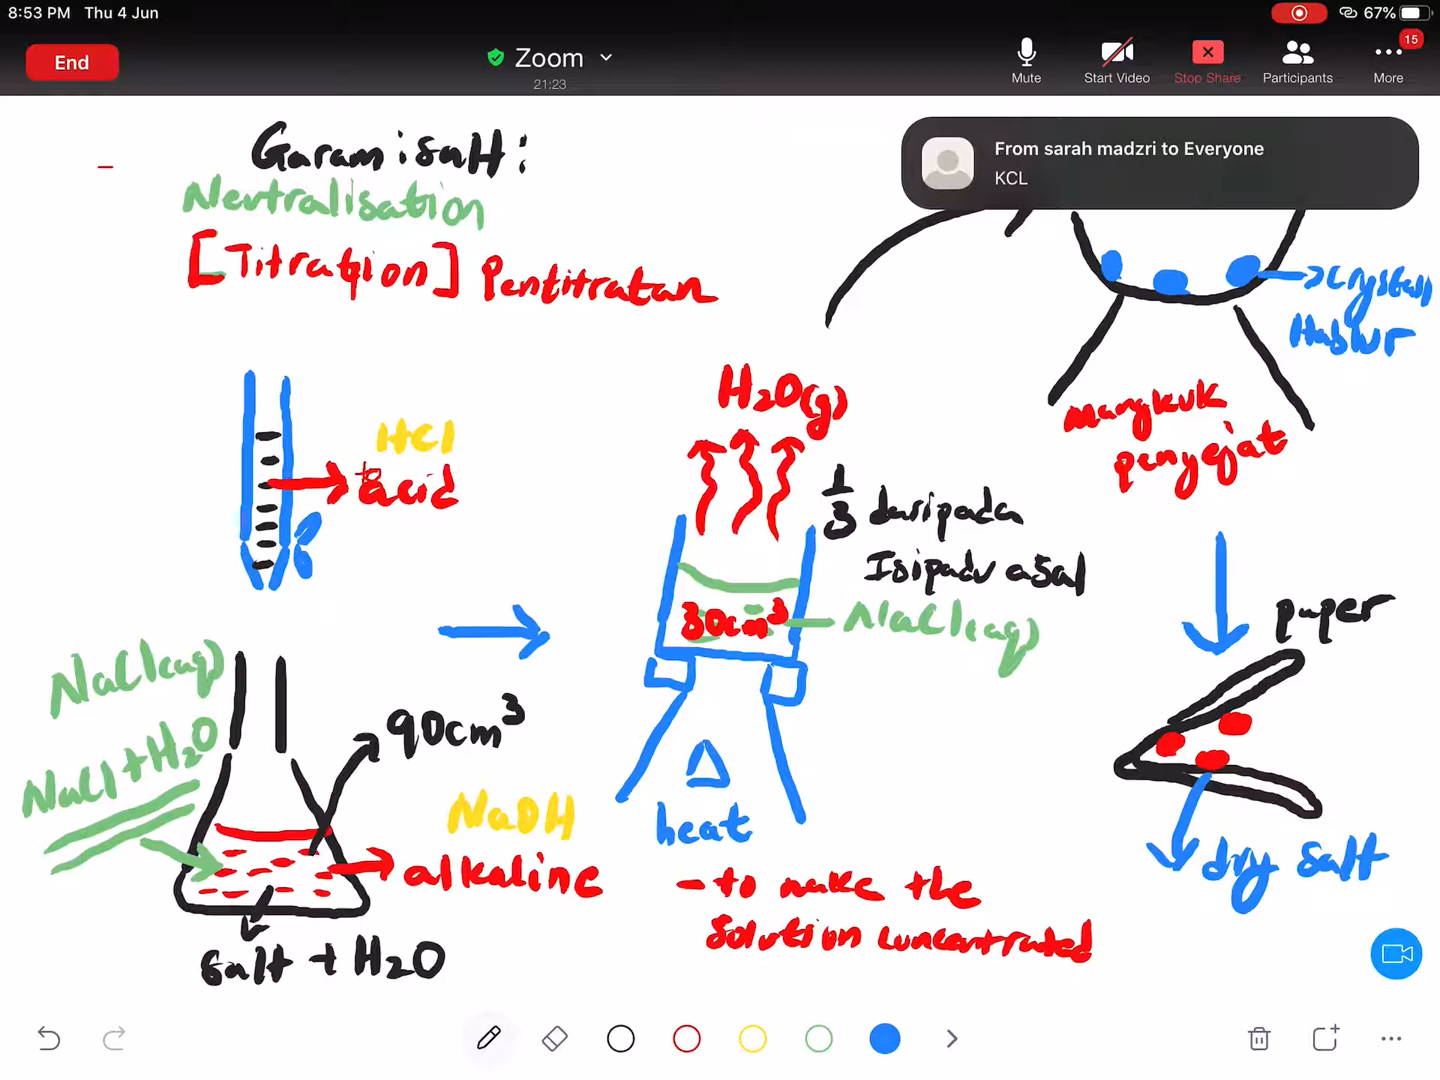 8:53 PM Thu 4 Jun
67%
End
Zoom
21:23
Mute
Start Video
Stop Share
Participants
More
15
Garam : salt :
Neutralisation
[Titration] Pentitratan
From sarah madzri to Everyone
KCL
Habur
mangkuk
penyejat
HCl
acid
H2O(g)
1/3 daripada
Isipadu asal
30cm³
NaCl(aq)
paper
NaCl(aq)
NaCl + H2O
90cm³
NaOH
alkaline
salt + H2O
heat
- to make the
solution concentrated
dry salt